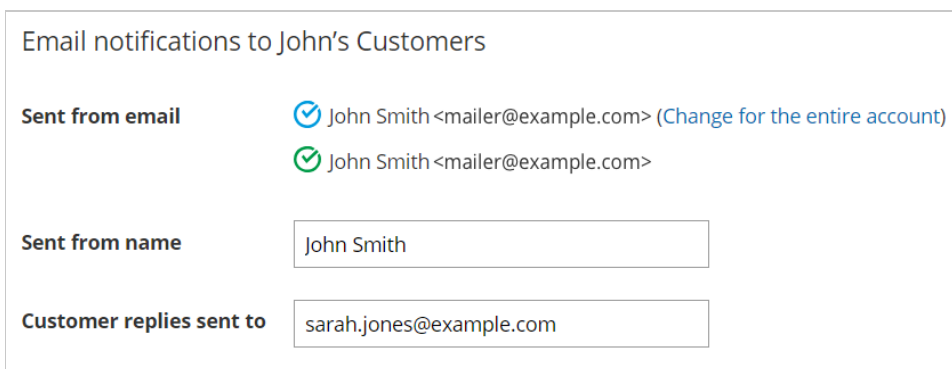 Email notifications to John’s Customers
Sent from email
John Smith <mailer@example.com> (Change for the entire account)
John Smith <mailer@example.com>
Sent from name
John Smith
Customer replies sent to
sarah.jones@example.com